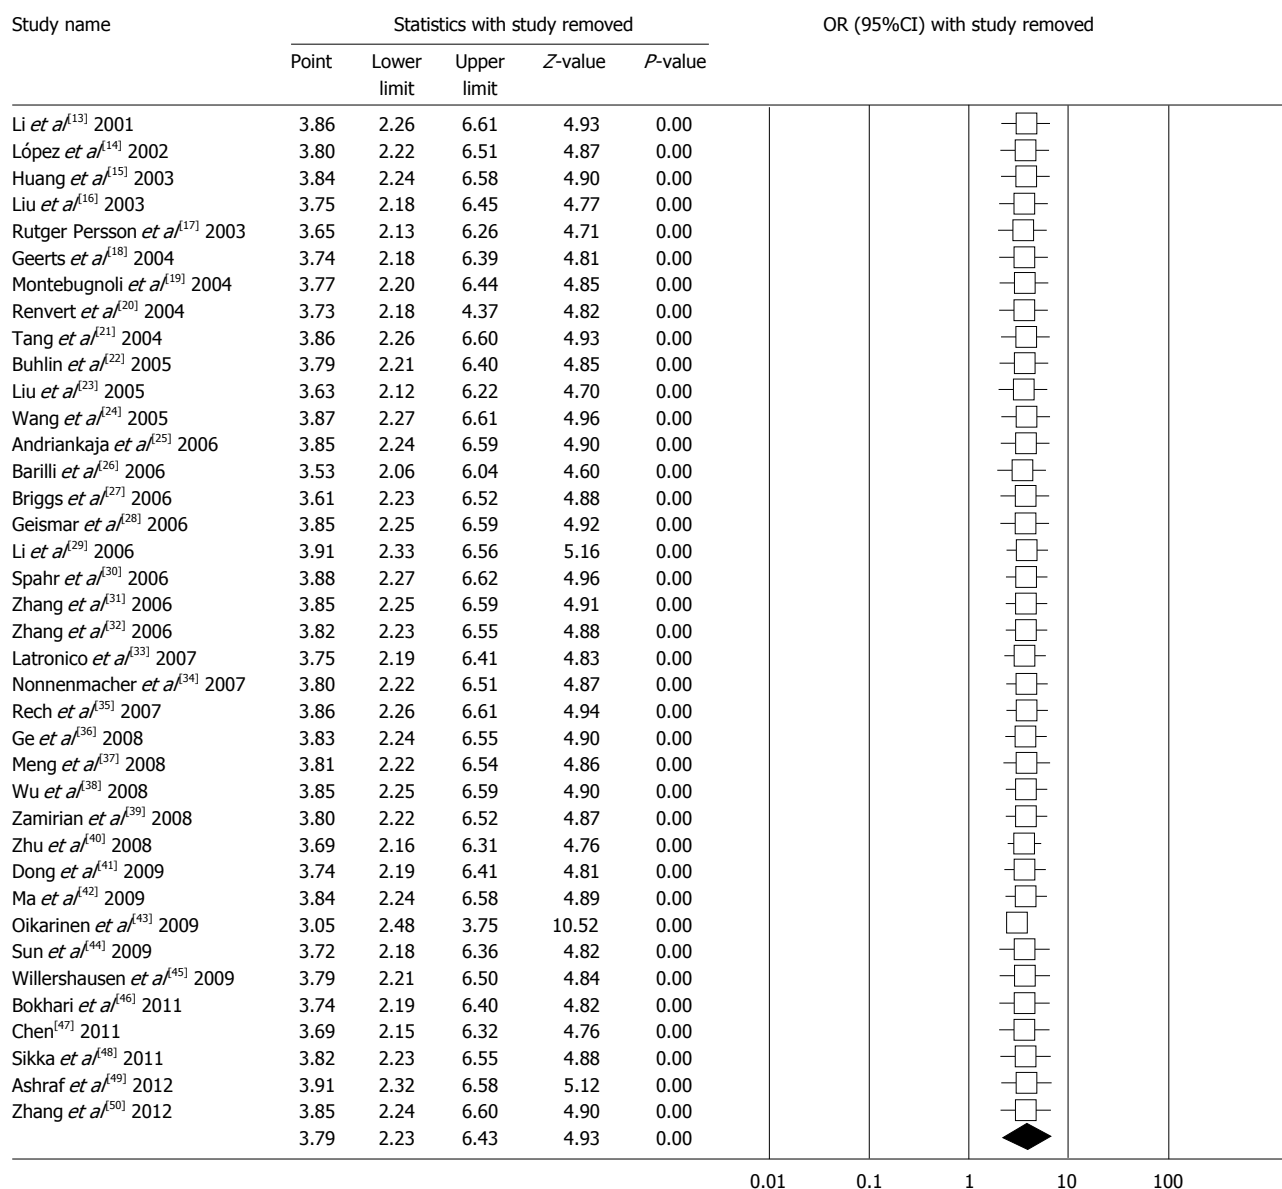 Study name Statistics with study removed OR (95%CI) with study removed
Point Lower limit Upper limit Z-value P-value
Li et al[13] 2001 3.86 2.26 6.61 4.93 0.00
López et al[14] 2002 3.80 2.22 6.51 4.87 0.00
Huang et al[15] 2003 3.84 2.24 6.58 4.90 0.00
Liu et al[16] 2003 3.75 2.18 6.45 4.77 0.00
Rutger Persson et al[17] 2003 3.65 2.13 6.26 4.71 0.00
Geerts et al[18] 2004 3.74 2.18 6.39 4.81 0.00
Montebugnoli et al[19] 2004 3.77 2.20 6.44 4.85 0.00
Renvert et al[20] 2004 3.73 2.18 4.37 4.82 0.00
Tang et al[21] 2004 3.86 2.26 6.60 4.93 0.00
Buhlin et al[22] 2005 3.79 2.21 6.40 4.85 0.00
Liu et al[23] 2005 3.63 2.12 6.22 4.70 0.00
Wang et al[24] 2005 3.87 2.27 6.61 4.96 0.00
Andriankaja et al[25] 2006 3.85 2.24 6.59 4.90 0.00
Barilli et al[26] 2006 3.53 2.06 6.04 4.60 0.00
Briggs et al[27] 2006 3.61 2.23 6.52 4.88 0.00
Geismar et al[28] 2006 3.85 2.25 6.59 4.92 0.00
Li et al[29] 2006 3.91 2.33 6.56 5.16 0.00
Spahr et al[30] 2006 3.88 2.27 6.62 4.96 0.00
Zhang et al[31] 2006 3.85 2.25 6.59 4.91 0.00
Zhang et al[32] 2006 3.82 2.23 6.55 4.88 0.00
Latronico et al[33] 2007 3.75 2.19 6.41 4.83 0.00
Nonnenmacher et al[34] 2007 3.80 2.22 6.51 4.87 0.00
Rech et al[35] 2007 3.86 2.26 6.61 4.94 0.00
Ge et al[36] 2008 3.83 2.24 6.55 4.90 0.00
Meng et al[37] 2008 3.81 2.22 6.54 4.86 0.00
Wu et al[38] 2008 3.85 2.25 6.59 4.90 0.00
Zamirian et al[39] 2008 3.80 2.22 6.52 4.87 0.00
Zhu et al[40] 2008 3.69 2.16 6.31 4.76 0.00
Dong et al[41] 2009 3.74 2.19 6.41 4.81 0.00
Ma et al[42] 2009 3.84 2.24 6.58 4.89 0.00
Oikarinen et al[43] 2009 3.05 2.48 3.75 10.52 0.00
Sun et al[44] 2009 3.72 2.18 6.36 4.82 0.00
Willershausen et al[45] 2009 3.79 2.21 6.50 4.84 0.00
Bokhari et al[46] 2011 3.74 2.19 6.40 4.82 0.00
Chen[47] 2011 3.69 2.15 6.32 4.76 0.00
Sikka et al[48] 2011 3.82 2.23 6.55 4.88 0.00
Ashraf et al[49] 2012 3.91 2.32 6.58 5.12 0.00
Zhang et al[50] 2012 3.85 2.24 6.60 4.90 0.00
3.79 2.23 6.43 4.93 0.00
0.01 0.1 1 10 100